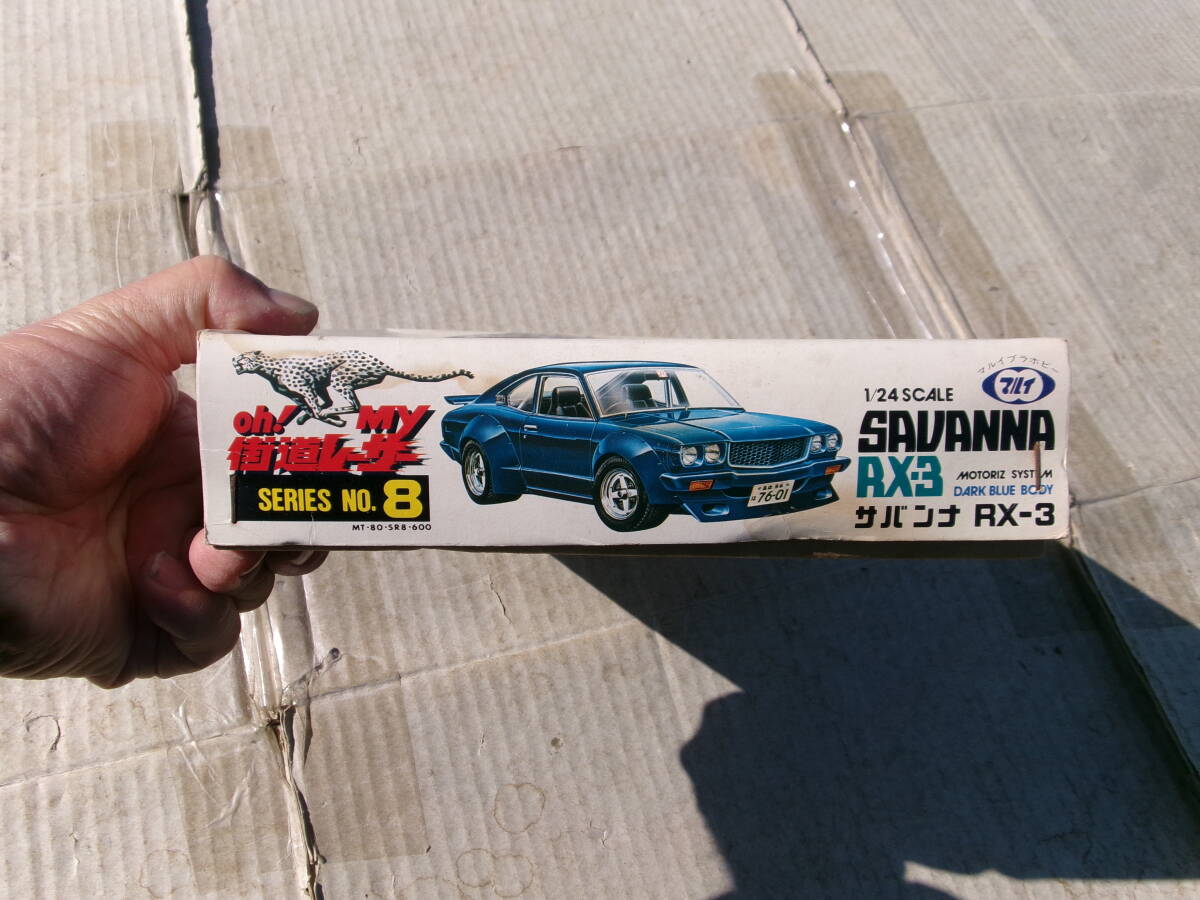 oh! MY
街道レーサー
SERIES NO. 8
MT-80-SR8-600
76-01
マルイプラホビー
マルイ
1/24 SCALE
SAVANNA
RX-3
MOTORIZ SYSTEM
DARK BLUE BODY
サバンナ RX-3